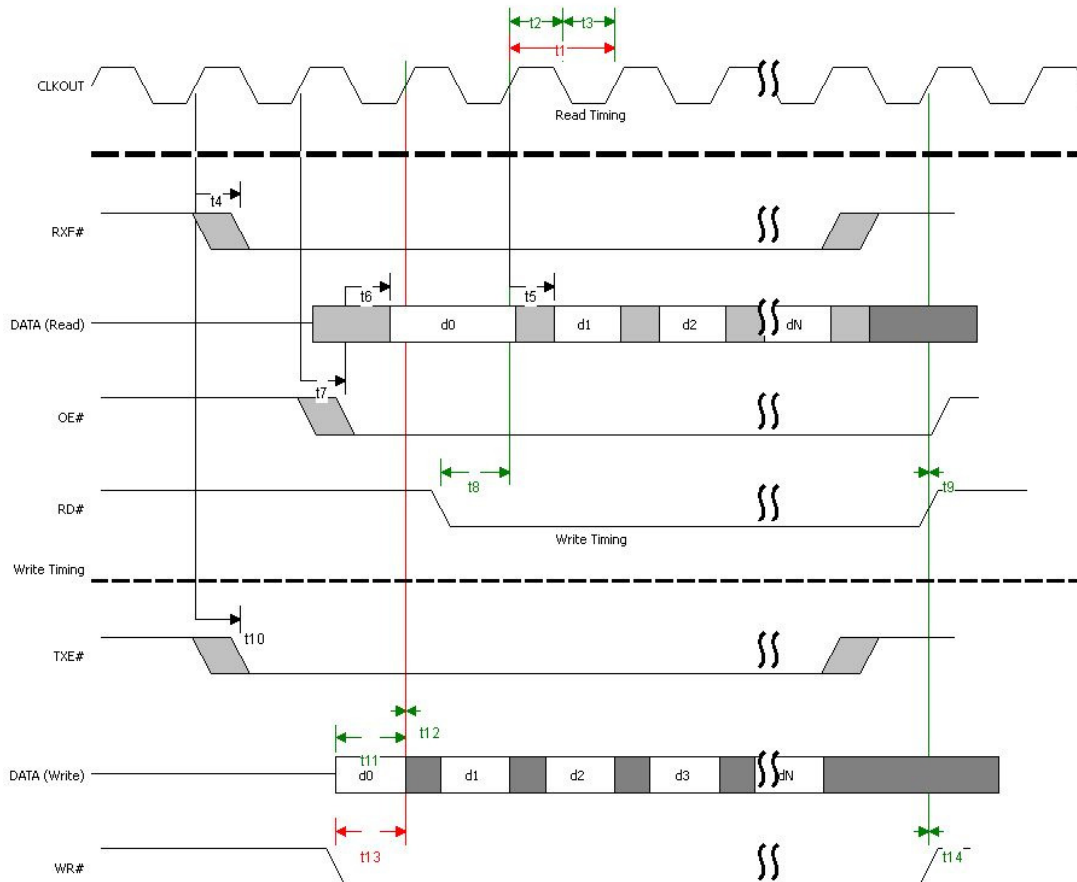 t2 t3
t1
CLKOUT
Read Timing
t4
RXF#
t6 t5
DATA (Read) d0 d1 d2 dN
t7
OE#
t8 t9
RD#
Write Timing
Write Timing
t10
TXE#
t12
t11
DATA (Write) d0 d1 d2 d3 dN
t13 t14
WR#